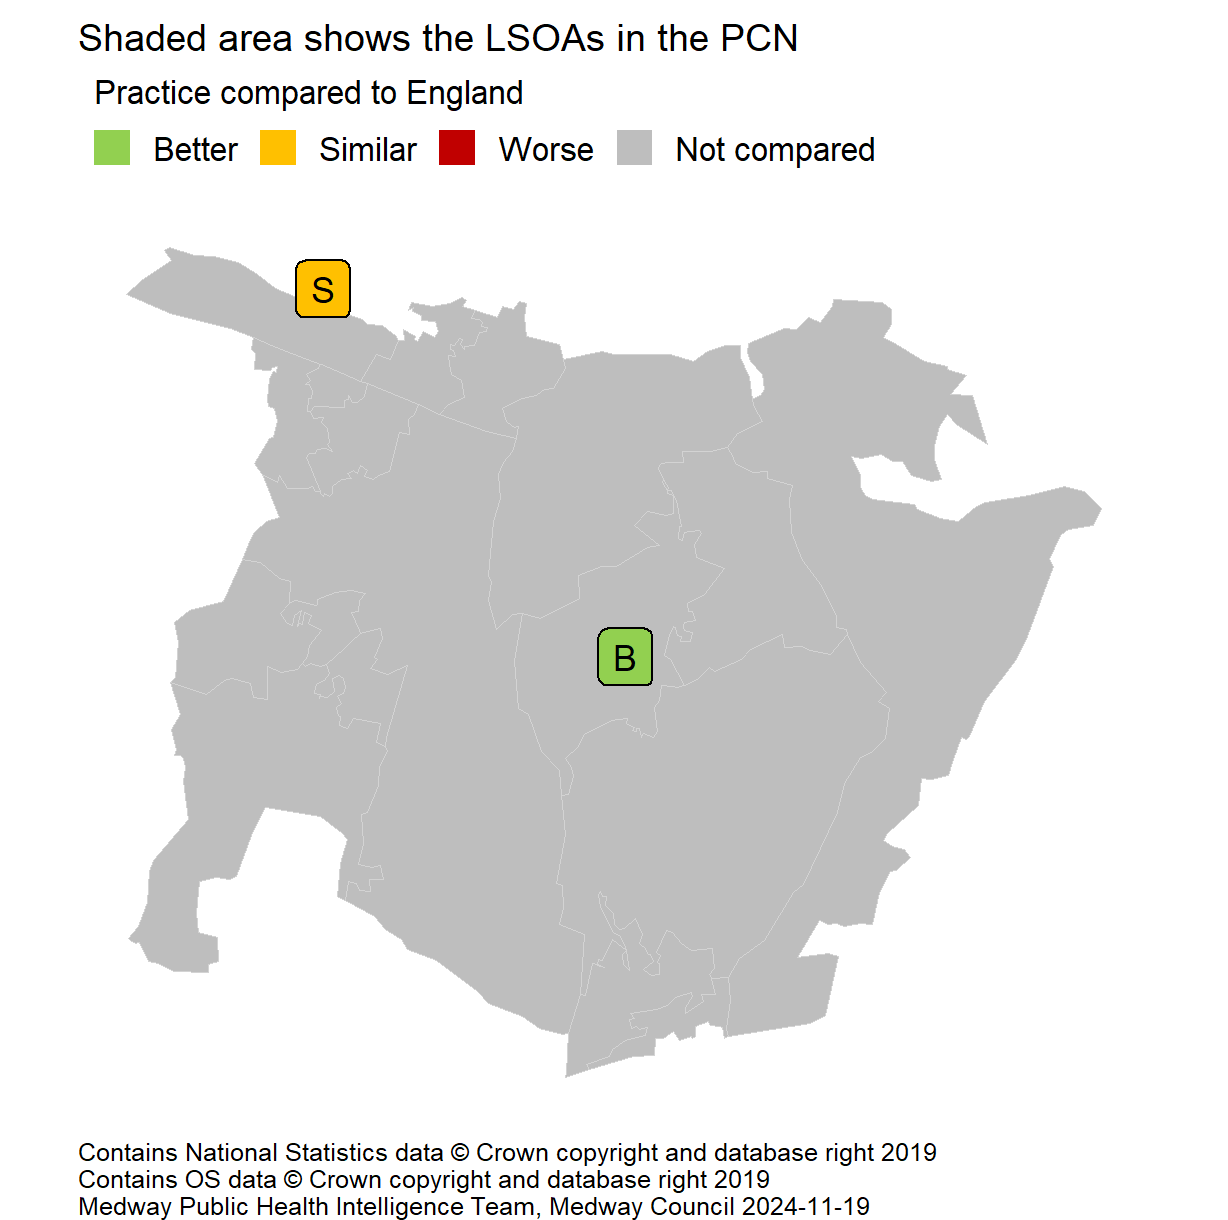 Shaded area shows the LSOAs in the PCN
Practice compared to England
Better Similar Worse Not compared
S
B
Contains National Statistics data © Crown copyright and database right 2019
Contains OS data © Crown copyright and database right 2019
Medway Public Health Intelligence Team, Medway Council 2024-11-19